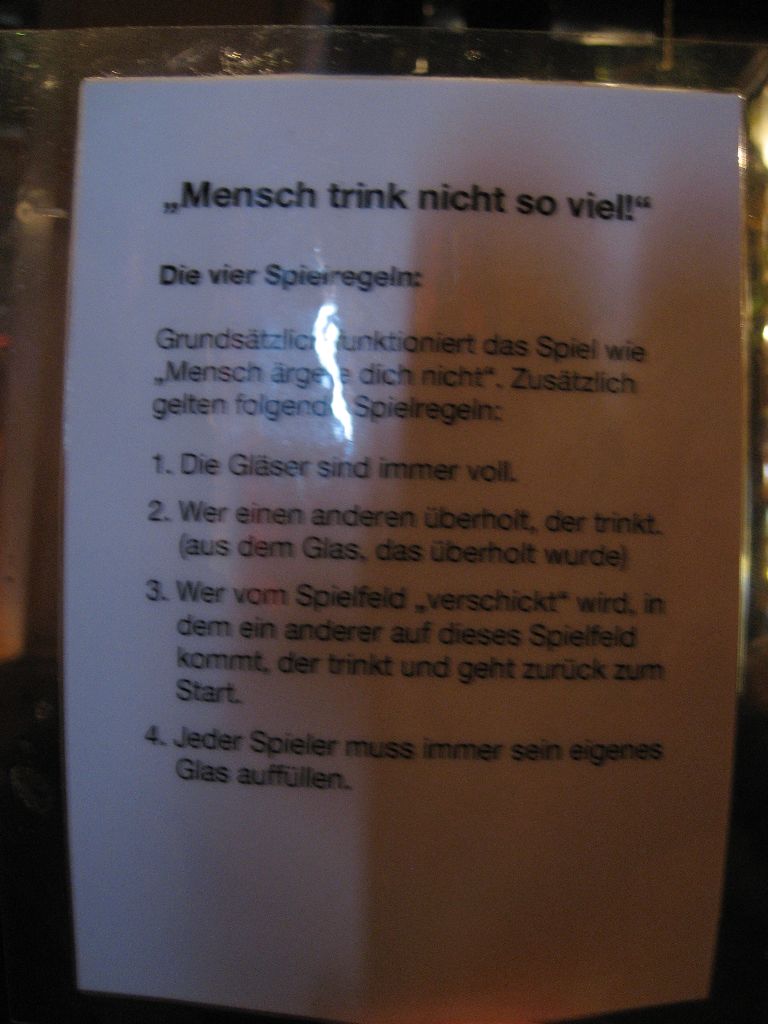 „Mensch trink nicht so viel!“
Die vier Spielregeln:
Grundsätzlich funktioniert das Spiel wie
„Mensch ärgere dich nicht“. Zusätzlich
gelten folgende Spielregeln:
1. Die Gläser sind immer voll.
2. Wer einen anderen überholt, der trinkt.
(aus dem Glas, das überholt wurde)
3. Wer vom Spielfeld „verschickt“ wird, in
dem ein anderer auf dieses Spielfeld
kommt, der trinkt und geht zurück zum
Start.
4. Jeder Spieler muss immer sein eigenes
Glas auffüllen.